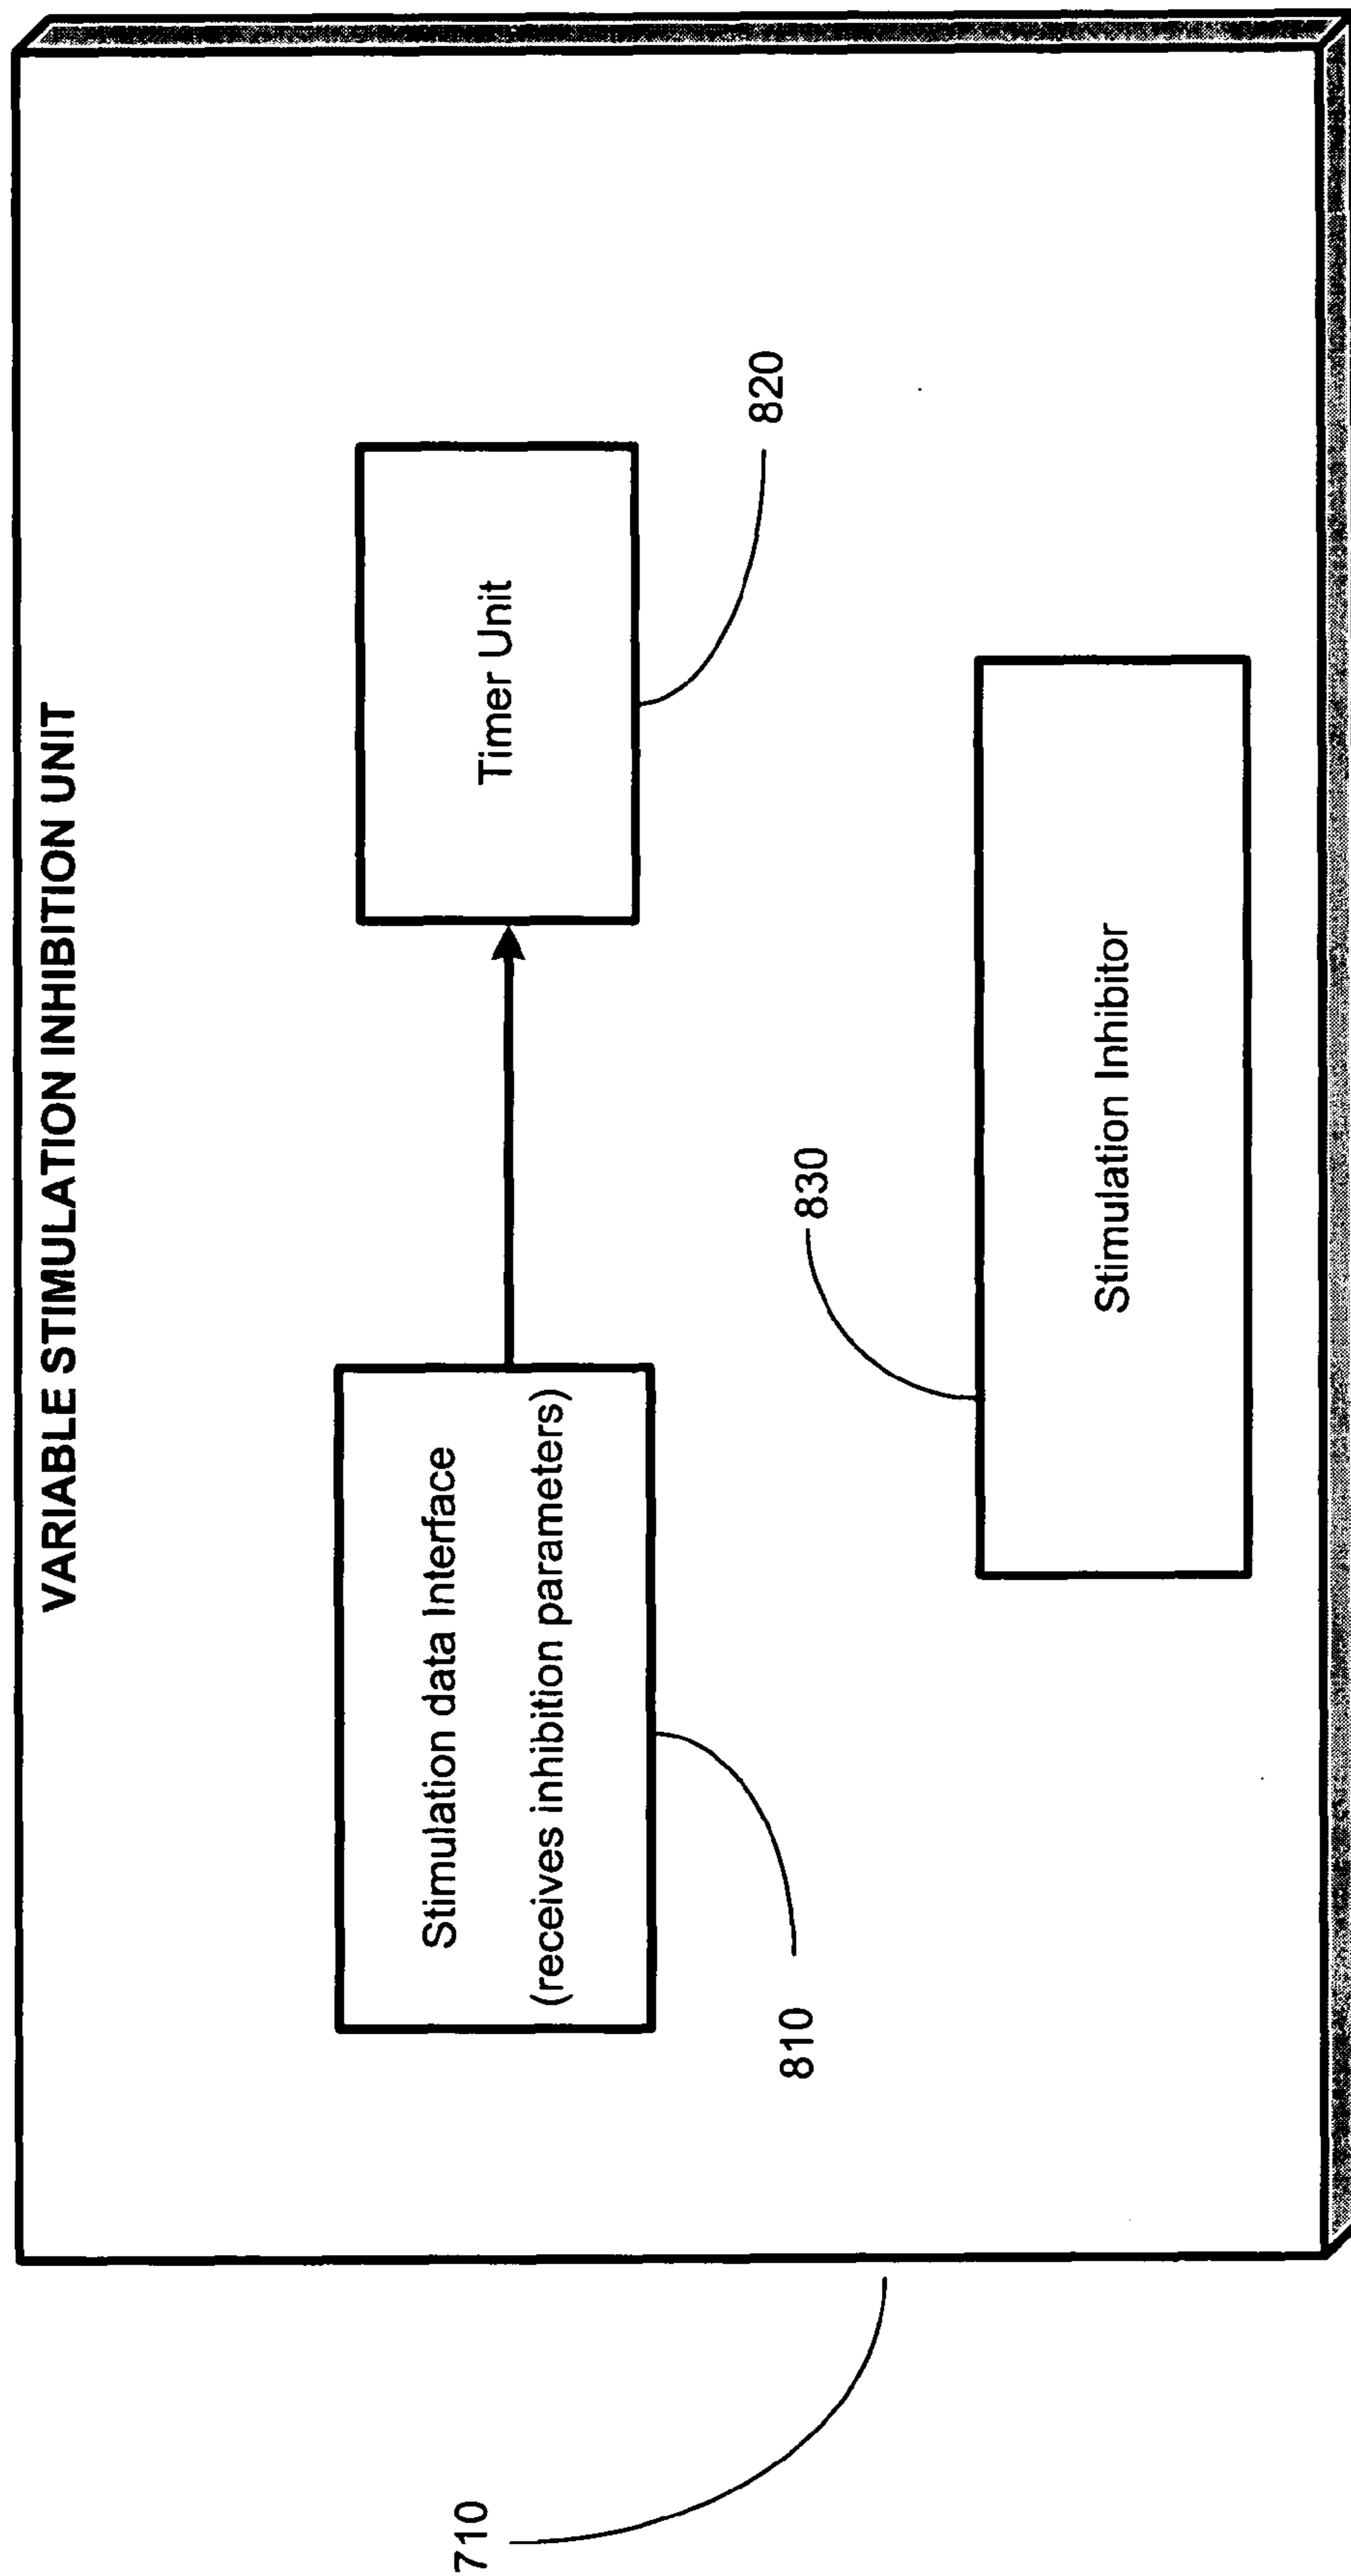 VARIABLE STIMULATION INHIBITION UNIT
Stimulation data Interface
(receives inhibition parameters)
Timer Unit
810
820
830
Stimulation Inhibitor
710